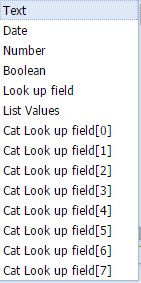 Text
Date
Number
Boolean
Look up field
List Values
Cat Look up field[0]
Cat Look up field[1]
Cat Look up field[2]
Cat Look up field[3]
Cat Look up field[4]
Cat Look up field[5]
Cat Look up field[6]
Cat Look up field[7]